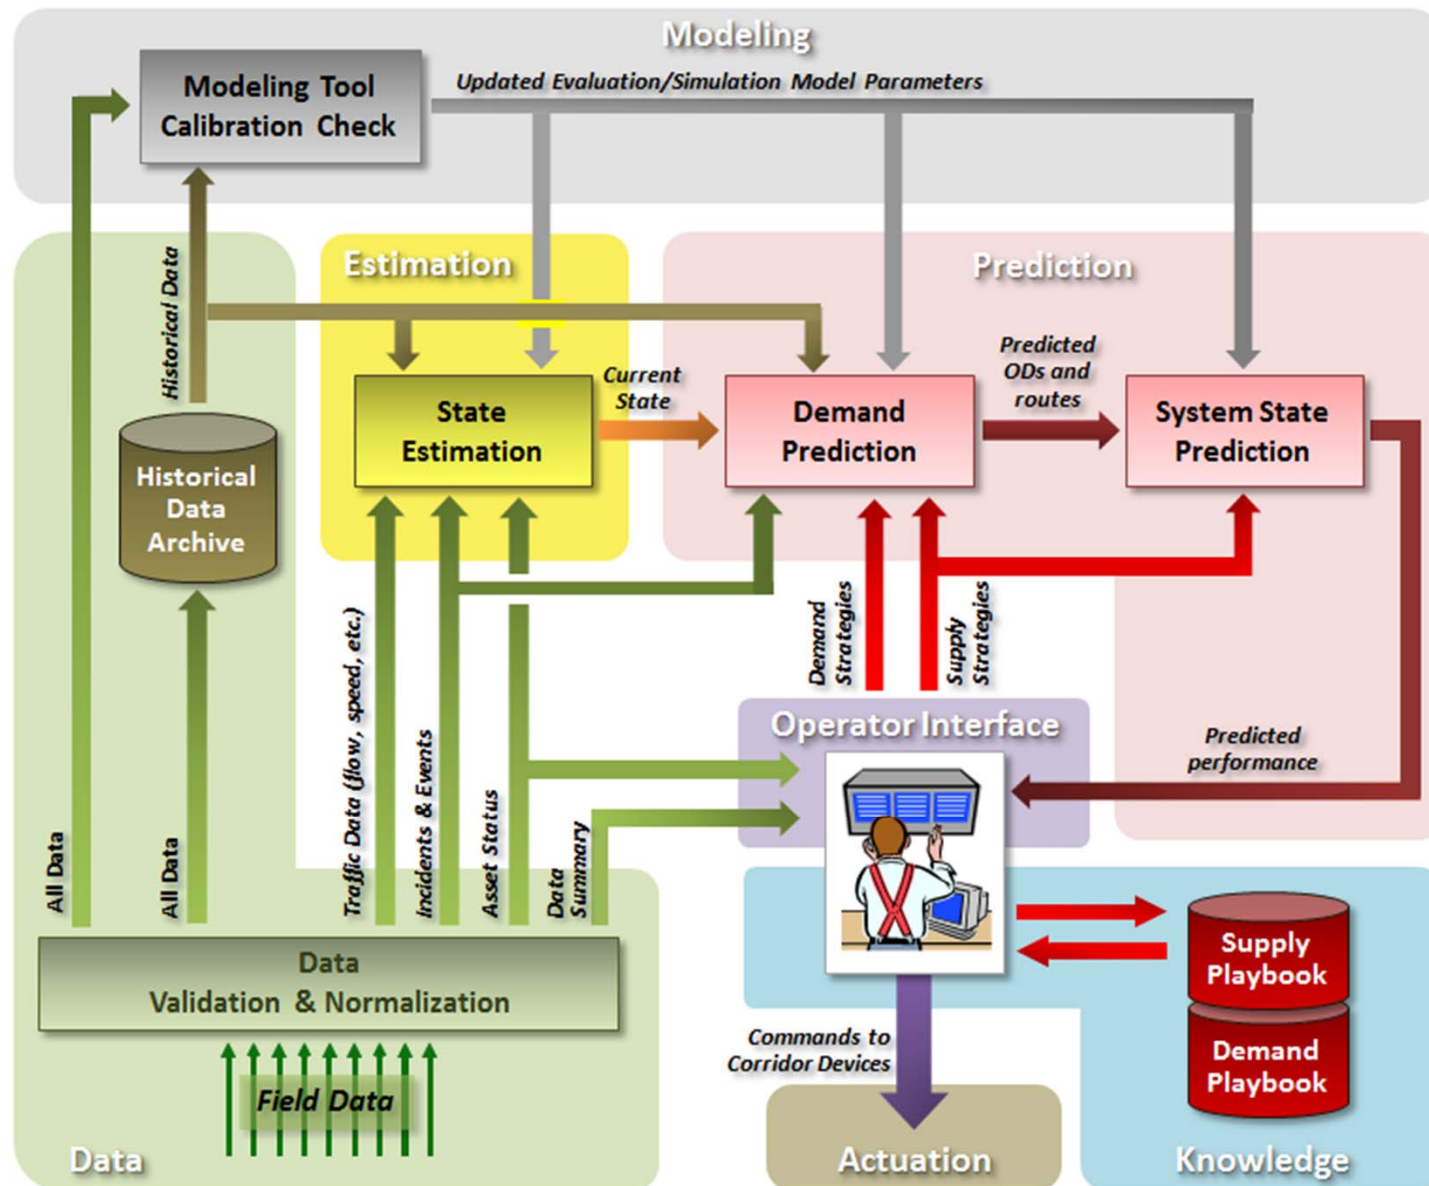 Modeling
Modeling Tool
Calibration Check
Updated Evaluation/Simulation Model Parameters
Estimation
Prediction
Historical Data
State
Estimation
Current
State
Demand
Prediction
Predicted
ODs and
routes
System State
Prediction
Historical
Data
Archive
All Data
All Data
Traffic Data (flow, speed, etc.)
Incidents & Events
Asset Status
Data
Summary
Demand
Strategies
Supply
Strategies
Operator Interface
Predicted
performance
Data
Validation & Normalization
Field Data
Data
Commands to
Corridor Devices
Actuation
Supply
Playbook
Demand
Playbook
Knowledge